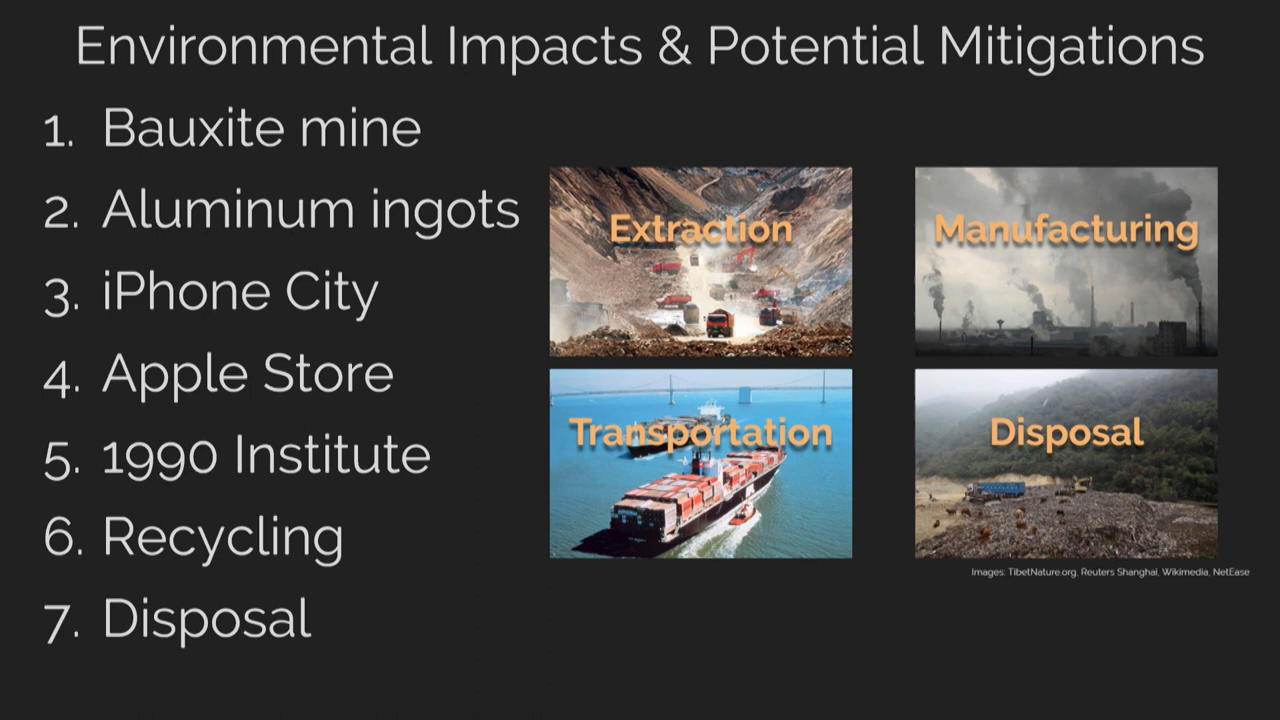 Environmental Impacts & Potential Mitigations
1. Bauxite mine
2. Aluminum ingots
3. iPhone City
4. Apple Store
5. 1990 Institute
6. Recycling
7. Disposal
Extraction
Manufacturing
Transportation
Disposal
Images: TibetNature.org, Reuters Shanghai, Wikimedia, NetEase